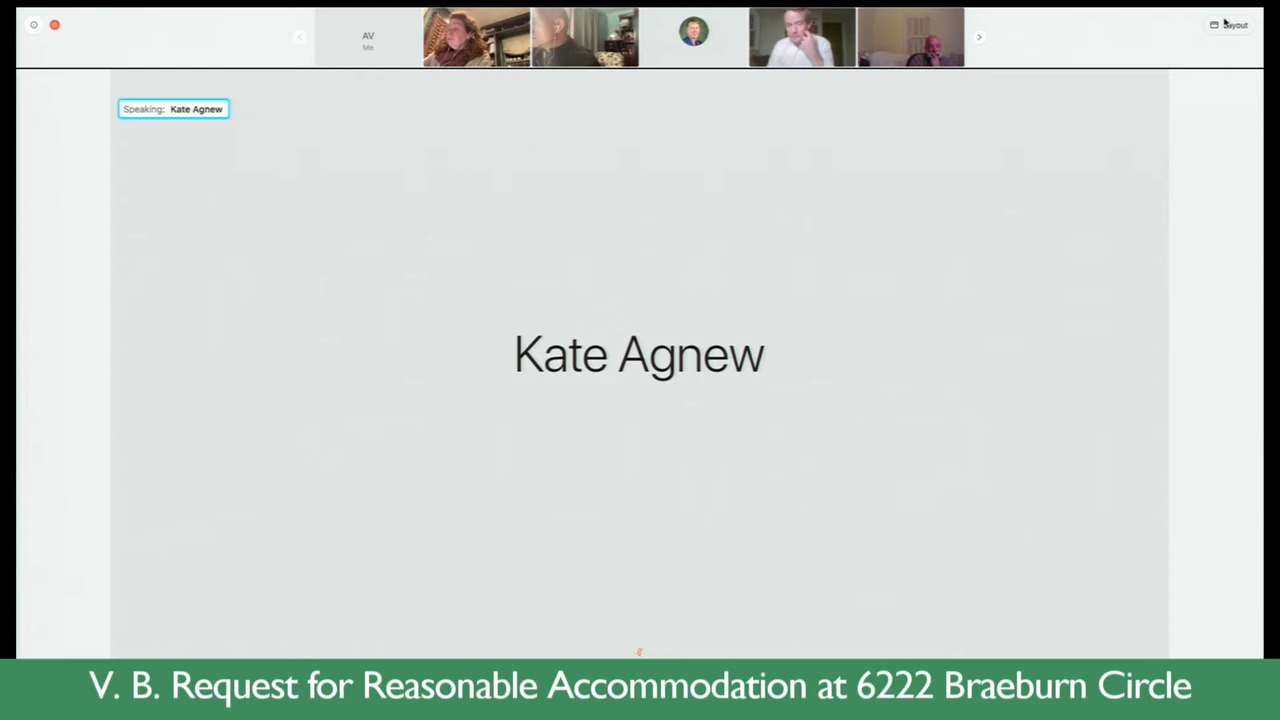 AV
Me
Layout
Speaking: Kate Agnew
Kate Agnew
V. B. Request for Reasonable Accommodation at 6222 Braeburn Circle